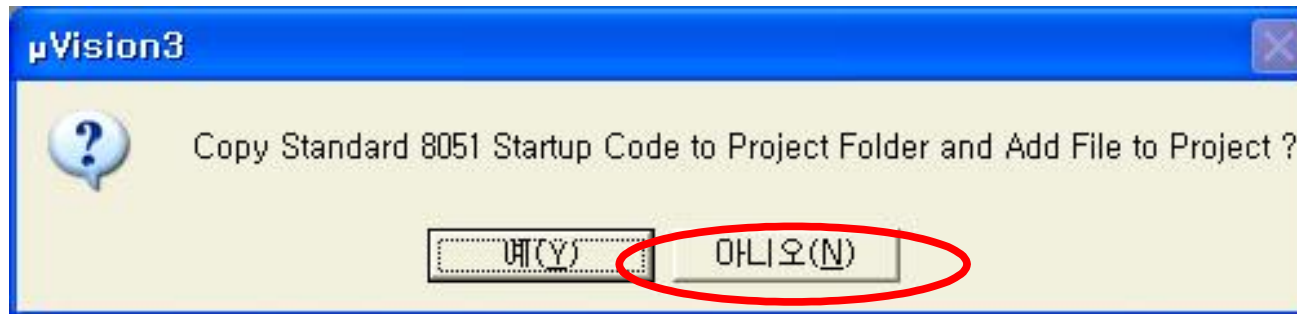 µVision3
Copy Standard 8051 Startup Code to Project Folder and Add File to Project ?
예(Y) 아니오(N)